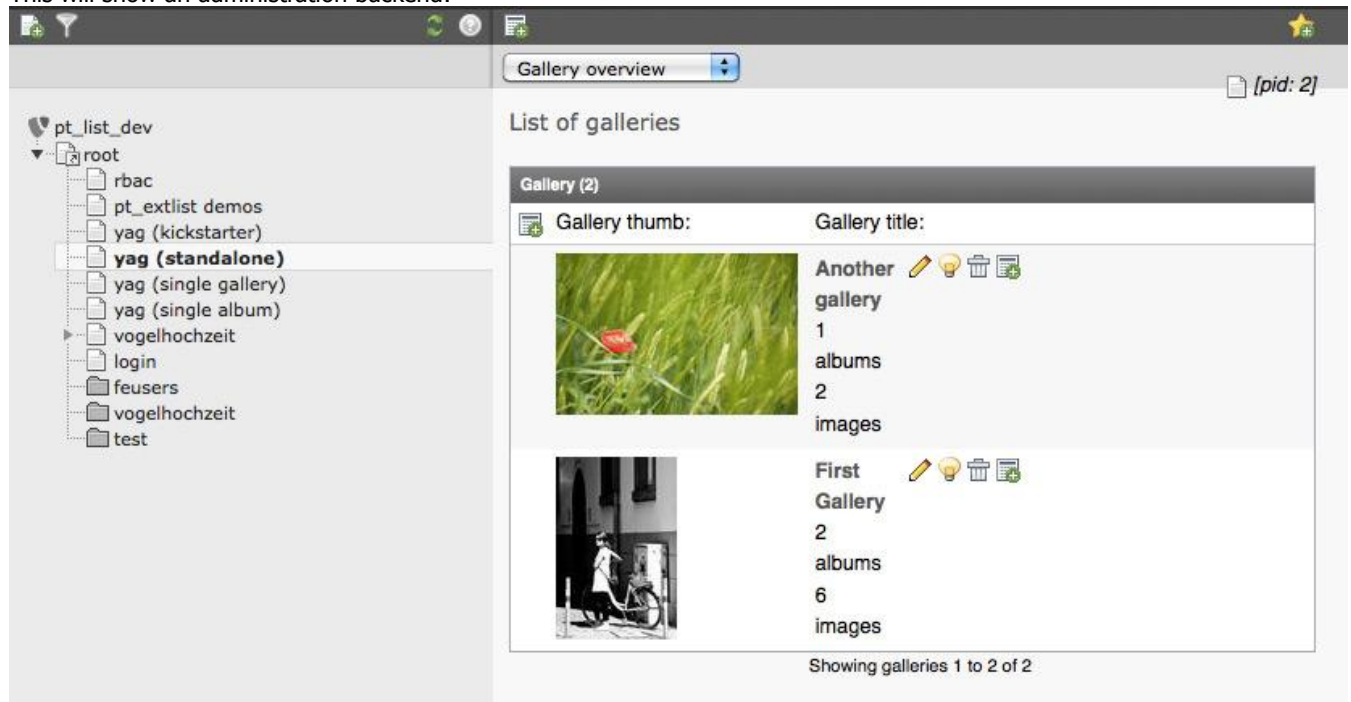 This will show an administration backend:
Gallery overview
[pid: 2]
pt_list_dev
root
rbac
pt_extlist demos
yag (kickstarter)
yag (standalone)
yag (single gallery)
yag (single album)
vogelhochzeit
login
feusers
vogelhochzeit
test
List of galleries
Gallery (2)
Gallery thumb: Gallery title:
Another
gallery
1
albums
2
images
First
Gallery
2
albums
6
images
Showing galleries 1 to 2 of 2